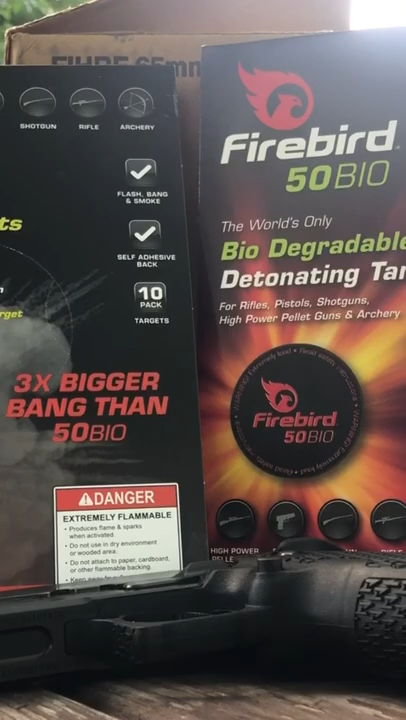 SHOTGUN
RIFLE
ARCHERY
FLASH, BANG
& SMOKE
SELF ADHESIVE
BACK
10
PACK
TARGETS
3X BIGGER
BANG THAN
50BIO
DANGER
EXTREMELY FLAMMABLE
• Produces flame & sparks
when activated.
• Do not use in dry environment
or wooded area.
• Do not attach to paper, cardboard,
or other flammable backing.
Firebird
50BIO
The World's Only
Bio Degradable
Detonating Tar
For Rifles, Pistols, Shotguns,
High Power Pellet Guns & Archery
Firebird
50BIO
HIGH POWER